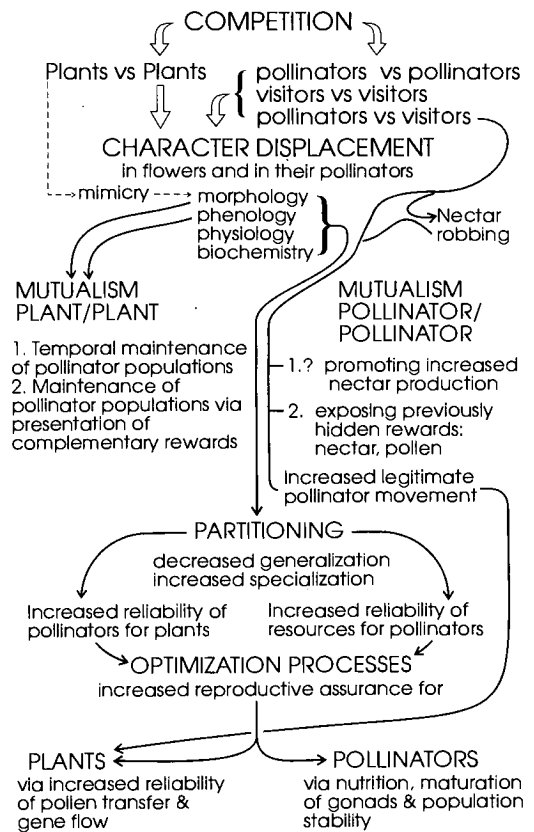 COMPETITION
Plants vs Plants
pollinators vs pollinators
visitors vs visitors
pollinators vs visitors
CHARACTER DISPLACEMENT
in flowers and in their pollinators
mimicry
morphology
phenology
physiology
biochemistry
Nectar
robbing
MUTUALISM
PLANT/PLANT
1. Temporal maintenance
of pollinator populations
2. Maintenance of
pollinator populations via
presentation of
complementary rewards
MUTUALISM
POLLINATOR/
POLLINATOR
1.? promoting increased
nectar production
2. exposing previously
hidden rewards:
nectar, pollen
Increased legitimate
pollinator movement
PARTITIONING
decreased generalization
increased specialization
Increased reliability of
pollinators for plants
Increased reliability of
resources for pollinators
OPTIMIZATION PROCESSES
increased reproductive assurance for
PLANTS
via increased reliability
of pollen transfer &
gene flow
POLLINATORS
via nutrition, maturation
of gonads & population
stability